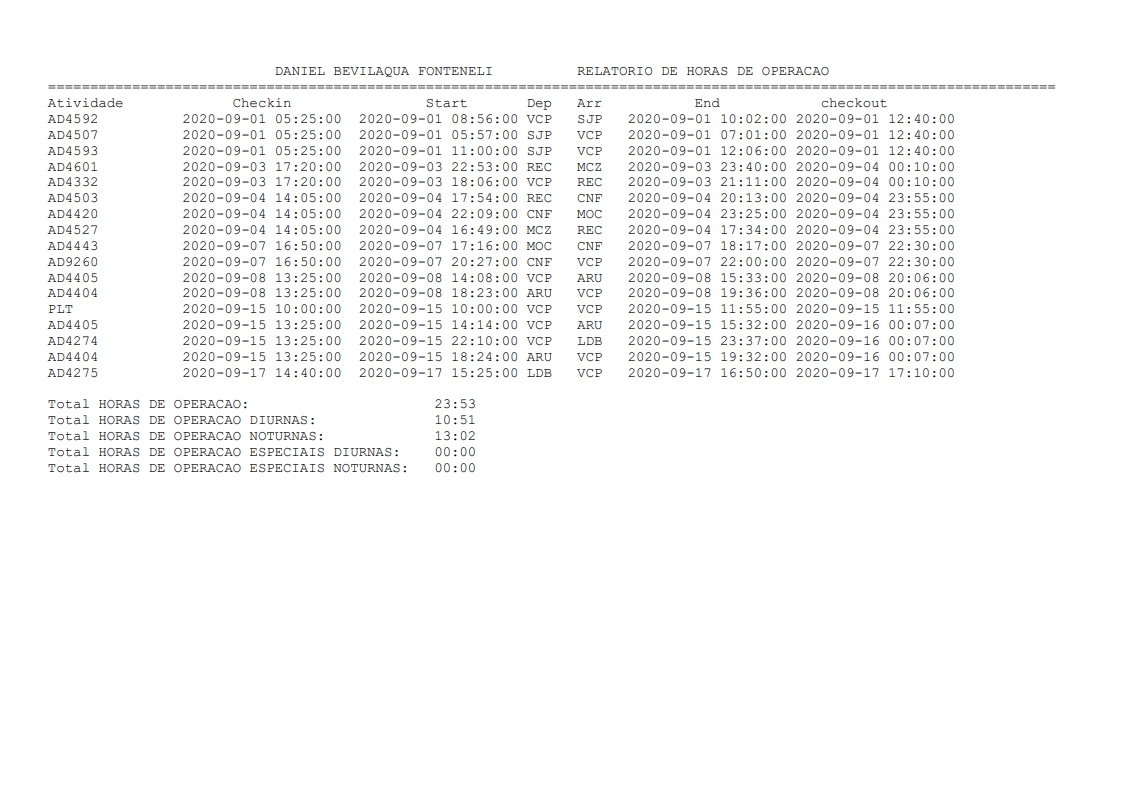 DANIEL BEVILAQUA FONTENELI RELATORIO DE HORAS DE OPERACAO
========================================================================================================================
Atividade Checkin Start Dep Arr End checkout
AD4592 2020-09-01 05:25:00 2020-09-01 08:56:00 VCP SJP 2020-09-01 10:02:00 2020-09-01 12:40:00
AD4507 2020-09-01 05:25:00 2020-09-01 05:57:00 SJP VCP 2020-09-01 07:01:00 2020-09-01 12:40:00
AD4593 2020-09-01 05:25:00 2020-09-01 11:00:00 SJP VCP 2020-09-01 12:06:00 2020-09-01 12:40:00
AD4601 2020-09-03 17:20:00 2020-09-03 22:53:00 REC MCZ 2020-09-03 23:40:00 2020-09-04 00:10:00
AD4332 2020-09-03 17:20:00 2020-09-03 18:06:00 VCP REC 2020-09-03 21:11:00 2020-09-04 00:10:00
AD4503 2020-09-04 14:05:00 2020-09-04 17:54:00 REC CNF 2020-09-04 20:13:00 2020-09-04 23:55:00
AD4420 2020-09-04 14:05:00 2020-09-04 22:09:00 CNF MOC 2020-09-04 23:25:00 2020-09-04 23:55:00
AD4527 2020-09-04 14:05:00 2020-09-04 16:49:00 MCZ REC 2020-09-04 17:34:00 2020-09-04 23:55:00
AD4443 2020-09-07 16:50:00 2020-09-07 17:16:00 MOC CNF 2020-09-07 18:17:00 2020-09-07 22:30:00
AD9260 2020-09-07 16:50:00 2020-09-07 20:27:00 CNF VCP 2020-09-07 22:00:00 2020-09-07 22:30:00
AD4405 2020-09-08 13:25:00 2020-09-08 14:08:00 VCP ARU 2020-09-08 15:33:00 2020-09-08 20:06:00
AD4404 2020-09-08 13:25:00 2020-09-08 18:23:00 ARU VCP 2020-09-08 19:36:00 2020-09-08 20:06:00
PLT 2020-09-15 10:00:00 2020-09-15 10:00:00 VCP VCP 2020-09-15 11:55:00 2020-09-15 11:55:00
AD4405 2020-09-15 13:25:00 2020-09-15 14:14:00 VCP ARU 2020-09-15 15:32:00 2020-09-16 00:07:00
AD4274 2020-09-15 13:25:00 2020-09-15 22:10:00 VCP LDB 2020-09-15 23:37:00 2020-09-16 00:07:00
AD4404 2020-09-15 13:25:00 2020-09-15 18:24:00 ARU VCP 2020-09-15 19:32:00 2020-09-16 00:07:00
AD4275 2020-09-17 14:40:00 2020-09-17 15:25:00 LDB VCP 2020-09-17 16:50:00 2020-09-17 17:10:00
Total HORAS DE OPERACAO: 23:53
Total HORAS DE OPERACAO DIURNAS: 10:51
Total HORAS DE OPERACAO NOTURNAS: 13:02
Total HORAS DE OPERACAO ESPECIAIS DIURNAS: 00:00
Total HORAS DE OPERACAO ESPECIAIS NOTURNAS: 00:00